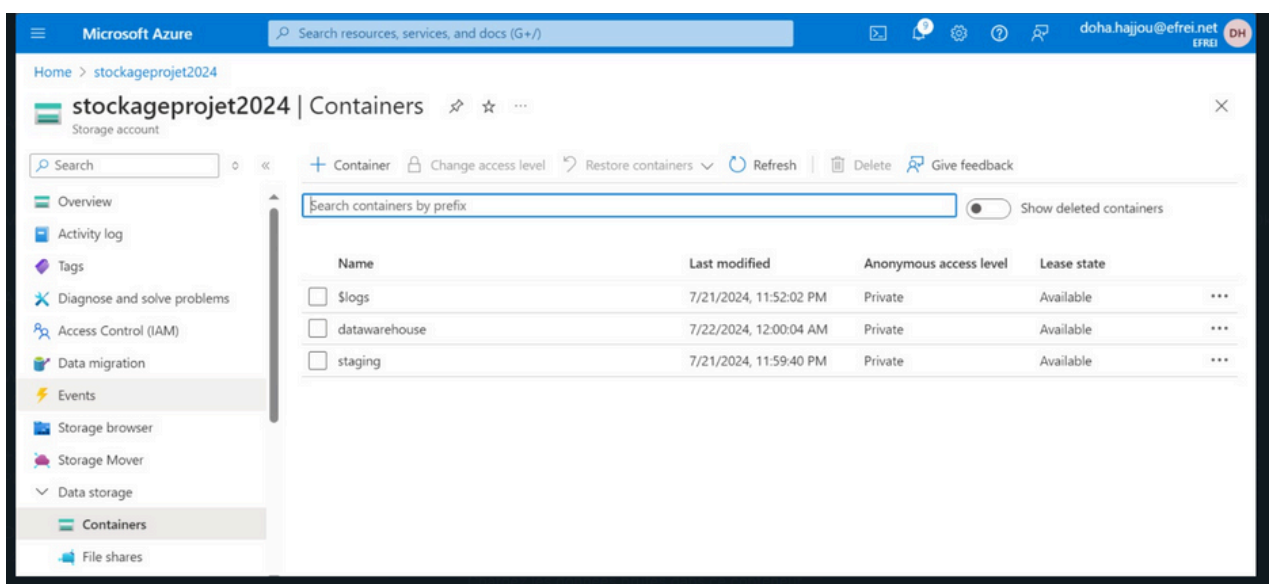 Microsoft Azure
Search resources, services, and docs (G+/)
9
doha.hajjou@efrei.net
EFREI
DH
Home > stockageprojet2024
stockageprojet2024 | Containers
Storage account
Search
+ Container
Change access level
Restore containers
Refresh
Delete
Give feedback
Search containers by prefix
Show deleted containers
Overview
Activity log
Tags
Diagnose and solve problems
Access Control (IAM)
Data migration
Events
Storage browser
Storage Mover
Data storage
Containers
File shares
Name Last modified Anonymous access level Lease state
$logs 7/21/2024, 11:52:02 PM Private Available
datawarehouse 7/22/2024, 12:00:04 AM Private Available
staging 7/21/2024, 11:59:40 PM Private Available